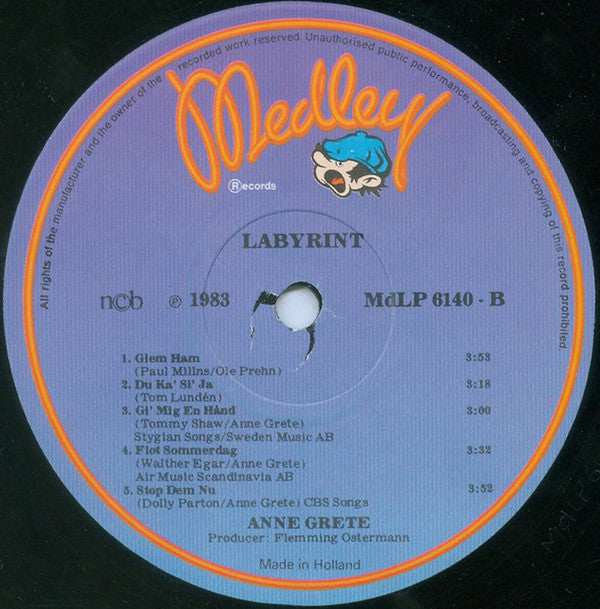 All rights of the manufacturer and the owner of the recorded work reserved. Unauthorised public performance, broadcasting and copying of this record prohibited.
Medley
Records
LABYRINT
ncb ℗ 1983 MdLP 6140 - B
1. Glem Ham 3:53
(Paul Millns/Ole Prehn)
2. Du Ka' Si' Ja 3:18
(Tom Lundén)
3. Gi' Mig En Hånd 3:00
(Tommy Shaw/Anne Grete)
Stygian Songs/Sweden Music AB
4. Flot Sommerdag 3:32
(Walther Egar/Anne Grete)
Air Music Scandinavia AB
5. Stop Dem Nu 3:52
(Dolly Parton/Anne Grete) CBS Songs
ANNE GRETE
Producer: Flemming Ostermann
Made in Holland